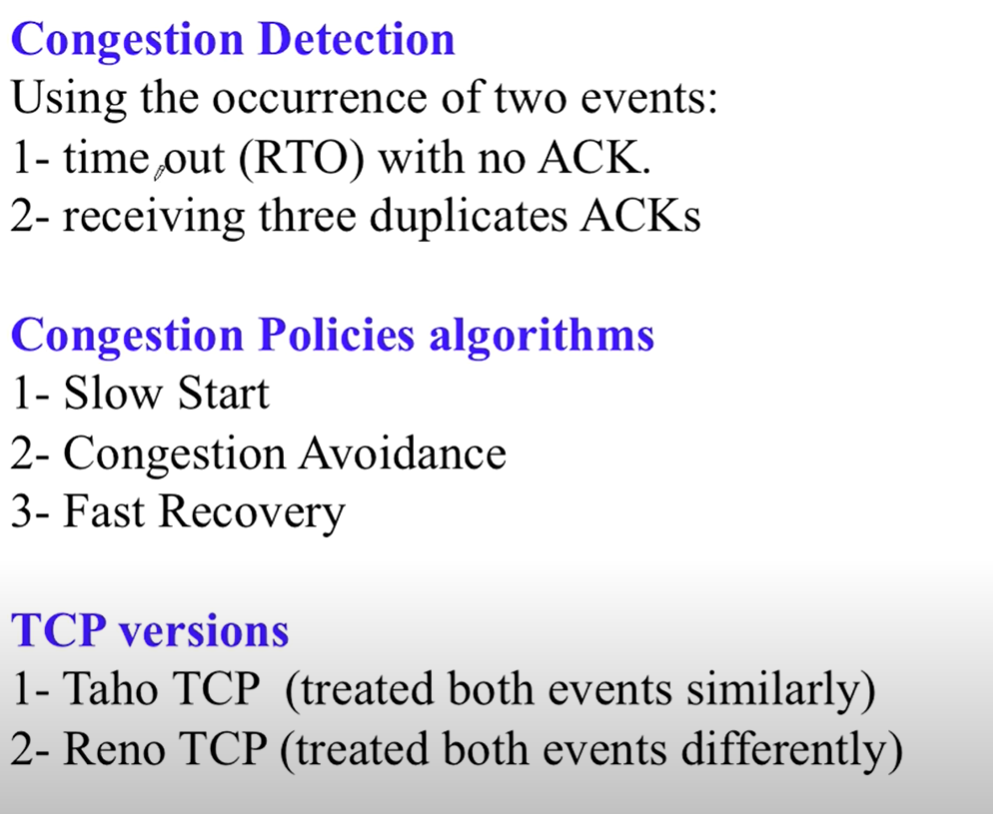 Congestion Detection
Using the occurrence of two events:
1- time out (RTO) with no ACK.
2- receiving three duplicates ACKs
Congestion Policies algorithms
1- Slow Start
2- Congestion Avoidance
3- Fast Recovery
TCP versions
1- Taho TCP (treated both events similarly)
2- Reno TCP (treated both events differently)